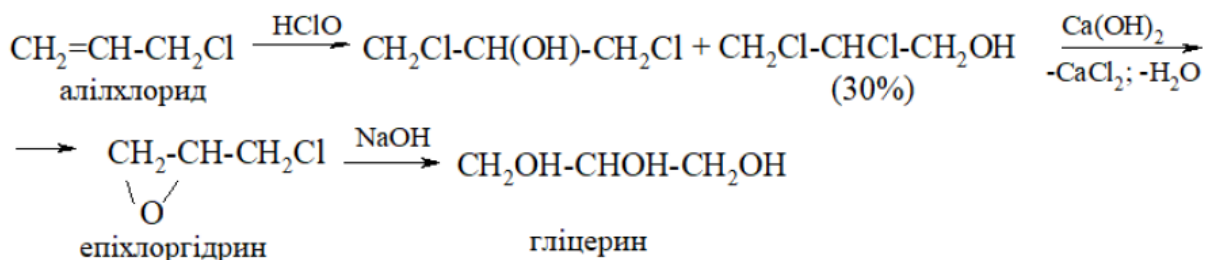 CH₂=CH-CH₂Cl HClO CH₂Cl-CH(OH)-CH₂Cl + CH₂Cl-CHCl-CH₂OH Ca(OH)₂
алілхлорид (30%) -CaCl₂; -H₂O
CH₂-CH-CH₂Cl NaOH CH₂OH-CHOH-CH₂OH
O
епіхлоргідрин гліцерин